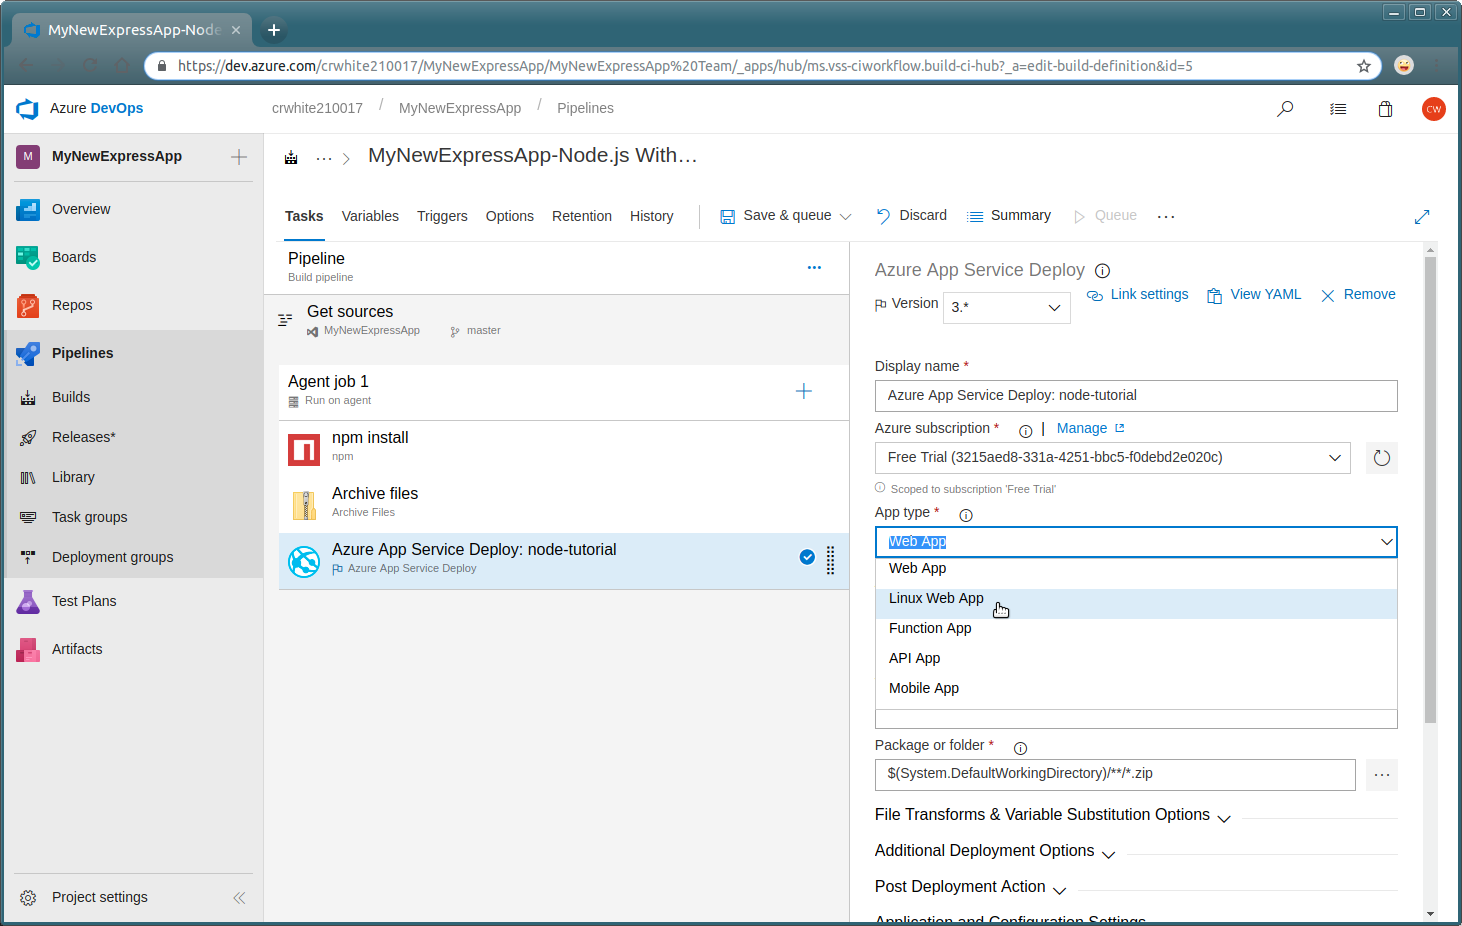 MyNewExpressApp-Node
https://dev.azure.com/crwhite210017/MyNewExpressApp/MyNewExpressApp%20Team/_apps/hub/ms.vss-ciworkflow.build-ci-hub?_a=edit-build-definition&id=5
Azure DevOps
crwhite210017 / MyNewExpressApp / Pipelines
CW
M MyNewExpressApp
Overview
Boards
Repos
Pipelines
Builds
Releases*
Library
Task groups
Deployment groups
Test Plans
Artifacts
Project settings
··· > MyNewExpressApp-Node.js With…
Tasks Variables Triggers Options Retention History Save & queue Discard Summary Queue ···
Pipeline
Build pipeline
Get sources
MyNewExpressApp master
Agent job 1
Run on agent
npm install
npm
Archive files
Archive Files
Azure App Service Deploy: node-tutorial
Azure App Service Deploy
Azure App Service Deploy
Version 3.* Link settings View YAML Remove
Display name *
Azure App Service Deploy: node-tutorial
Azure subscription * | Manage
Free Trial (3215aed8-331a-4251-bbc5-f0debd2e020c)
Scoped to subscription 'Free Trial'
App type *
Web App
Web App
Linux Web App
Function App
API App
Mobile App
Package or folder *
$(System.DefaultWorkingDirectory)/**/*.zip
File Transforms & Variable Substitution Options
Additional Deployment Options
Post Deployment Action
Application and Configuration Settings